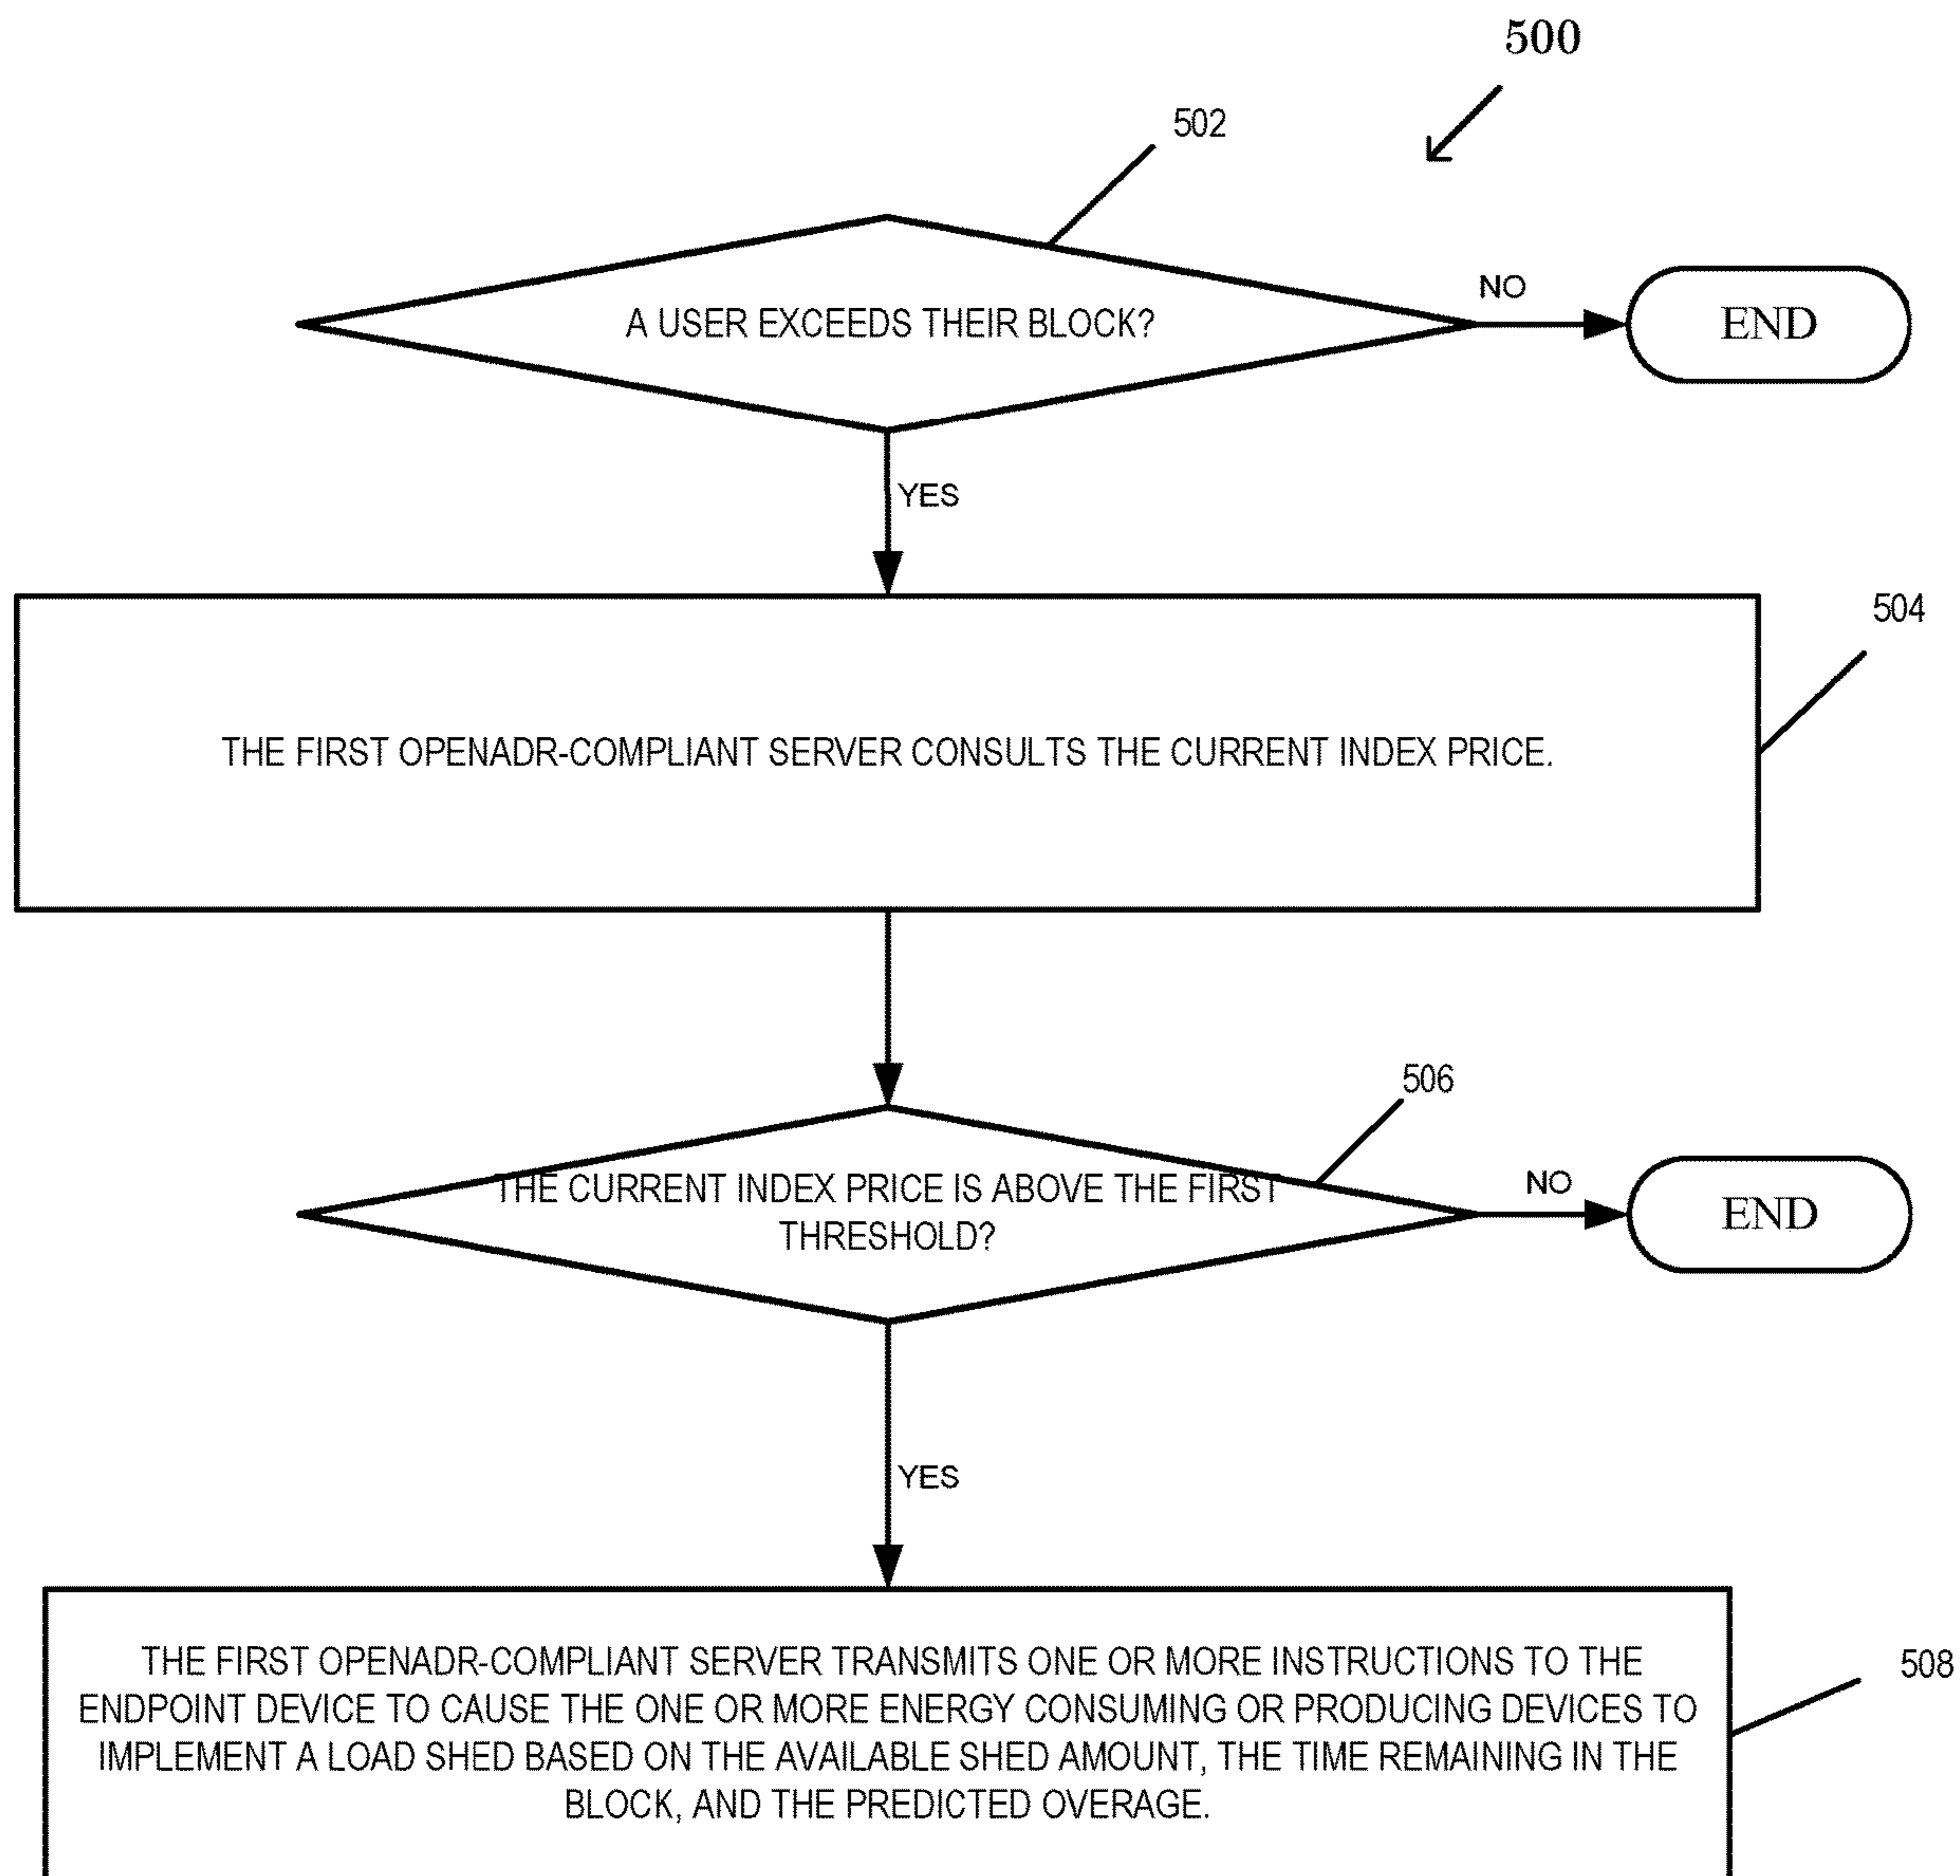 500
502
A USER EXCEEDS THEIR BLOCK?
NO
END
YES
504
THE FIRST OPENADR-COMPLIANT SERVER CONSULTS THE CURRENT INDEX PRICE.
506
THE CURRENT INDEX PRICE IS ABOVE THE FIRST
THRESHOLD?
NO
END
YES
THE FIRST OPENADR-COMPLIANT SERVER TRANSMITS ONE OR MORE INSTRUCTIONS TO THE
ENDPOINT DEVICE TO CAUSE THE ONE OR MORE ENERGY CONSUMING OR PRODUCING DEVICES TO
IMPLEMENT A LOAD SHED BASED ON THE AVAILABLE SHED AMOUNT, THE TIME REMAINING IN THE
BLOCK, AND THE PREDICTED OVERAGE.
508